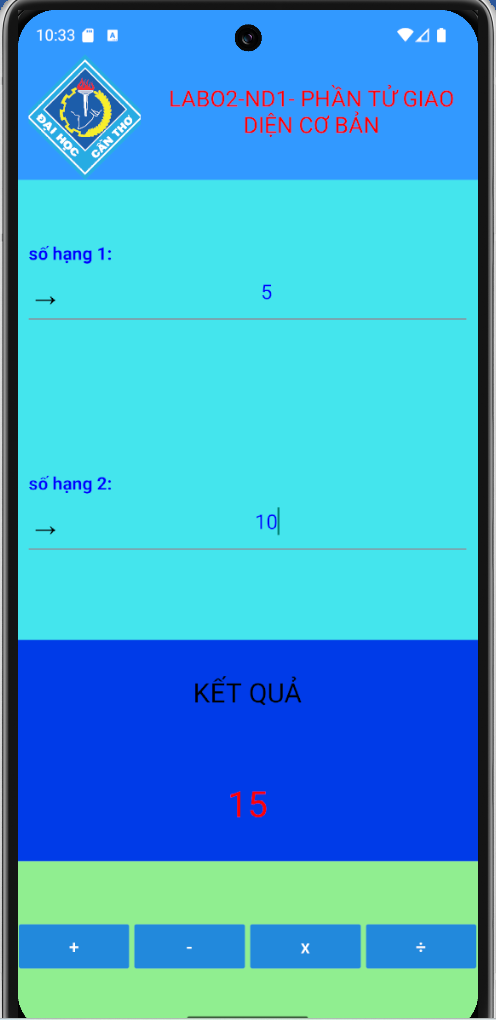 10:33
A
LABO2-ND1- PHẦN TỬ GIAO
DIỆN CƠ BẢN
ĐẠI HỌC
CẦN THƠ
số hạng 1:
→ 5
số hạng 2:
→ 10
KẾT QUẢ
15
+ - x ÷